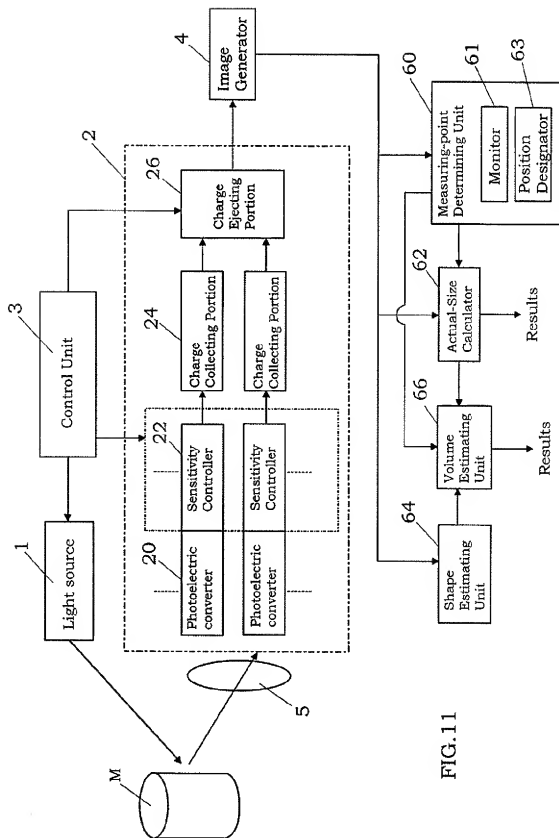 4
Image
Generator
2
26
Charge
Ejecting
Portion
3
Control Unit
24
Charge Collecting Portion
Charge Collecting Portion
22
Sensitivity
Controller
Sensitivity
Controller
1
Light source
20
Photoelectric
converter
Photoelectric
converter
5
M
60
Measuring-point
Determining Unit
61
Monitor
63
Position
Designator
62
Actual-Size
Calculator
Results
66
Volume
Estimating
Unit
Results
64
Shape
Estimating
Unit
FIG.11